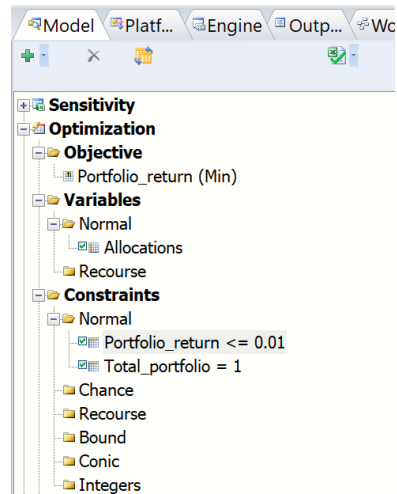 Model Platf... Engine Outp... Wo
Sensitivity
Optimization
Objective
Portfolio_return (Min)
Variables
Normal
Allocations
Recourse
Constraints
Normal
Portfolio_return <= 0.01
Total_portfolio = 1
Chance
Recourse
Bound
Conic
Integers